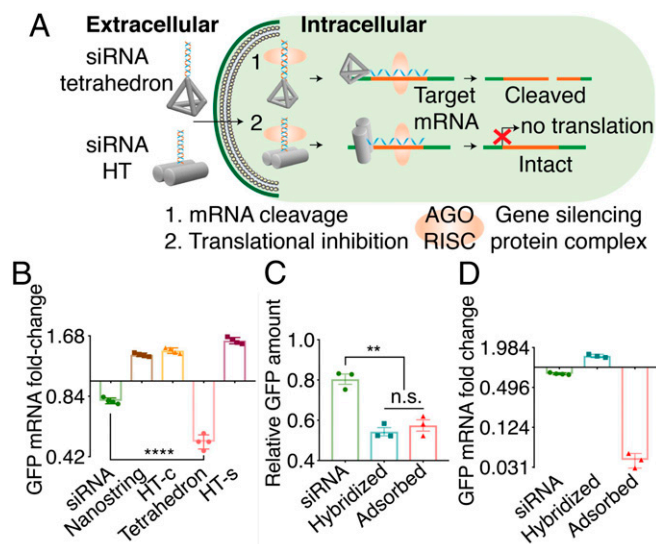 A
Extracellular
Intracellular
siRNA
tetrahedron
1
Target
mRNA
Cleaved
siRNA
HT
2
no translation
Intact
1. mRNA cleavage
2. Translational inhibition
AGO
RISC
Gene silencing
protein complex
B
GFP mRNA fold-change
1.68
0.84
0.42
****
siRNA
Nanostring
HT-c
Tetrahedron
HT-s
C
Relative GFP amount
1.0
0.8
0.6
0.4
**
n.s.
siRNA
Hybridized
Adsorbed
D
GFP mRNA fold change
1.984
0.496
0.124
0.031
siRNA
Hybridized
Adsorbed